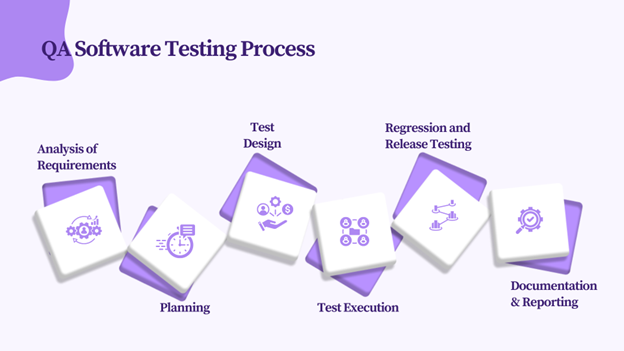 QA Software Testing Process
Analysis of
Requirements
Planning
Test
Design
Test Execution
Regression and
Release Testing
Documentation
& Reporting